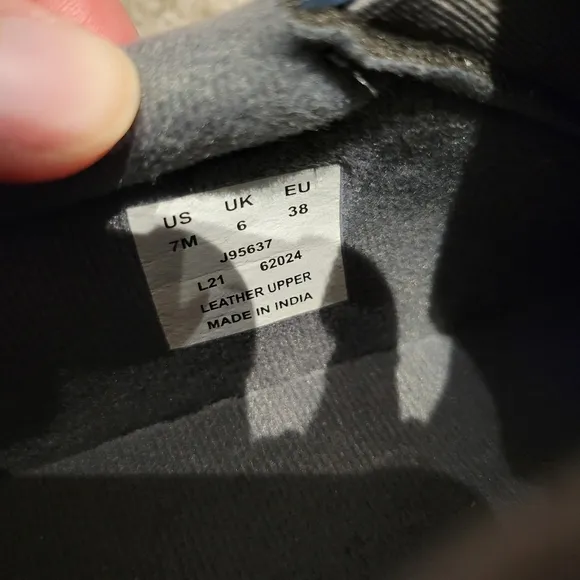 US UK EU
7M 6 38
J95637
L21 62024
LEATHER UPPER
MADE IN INDIA